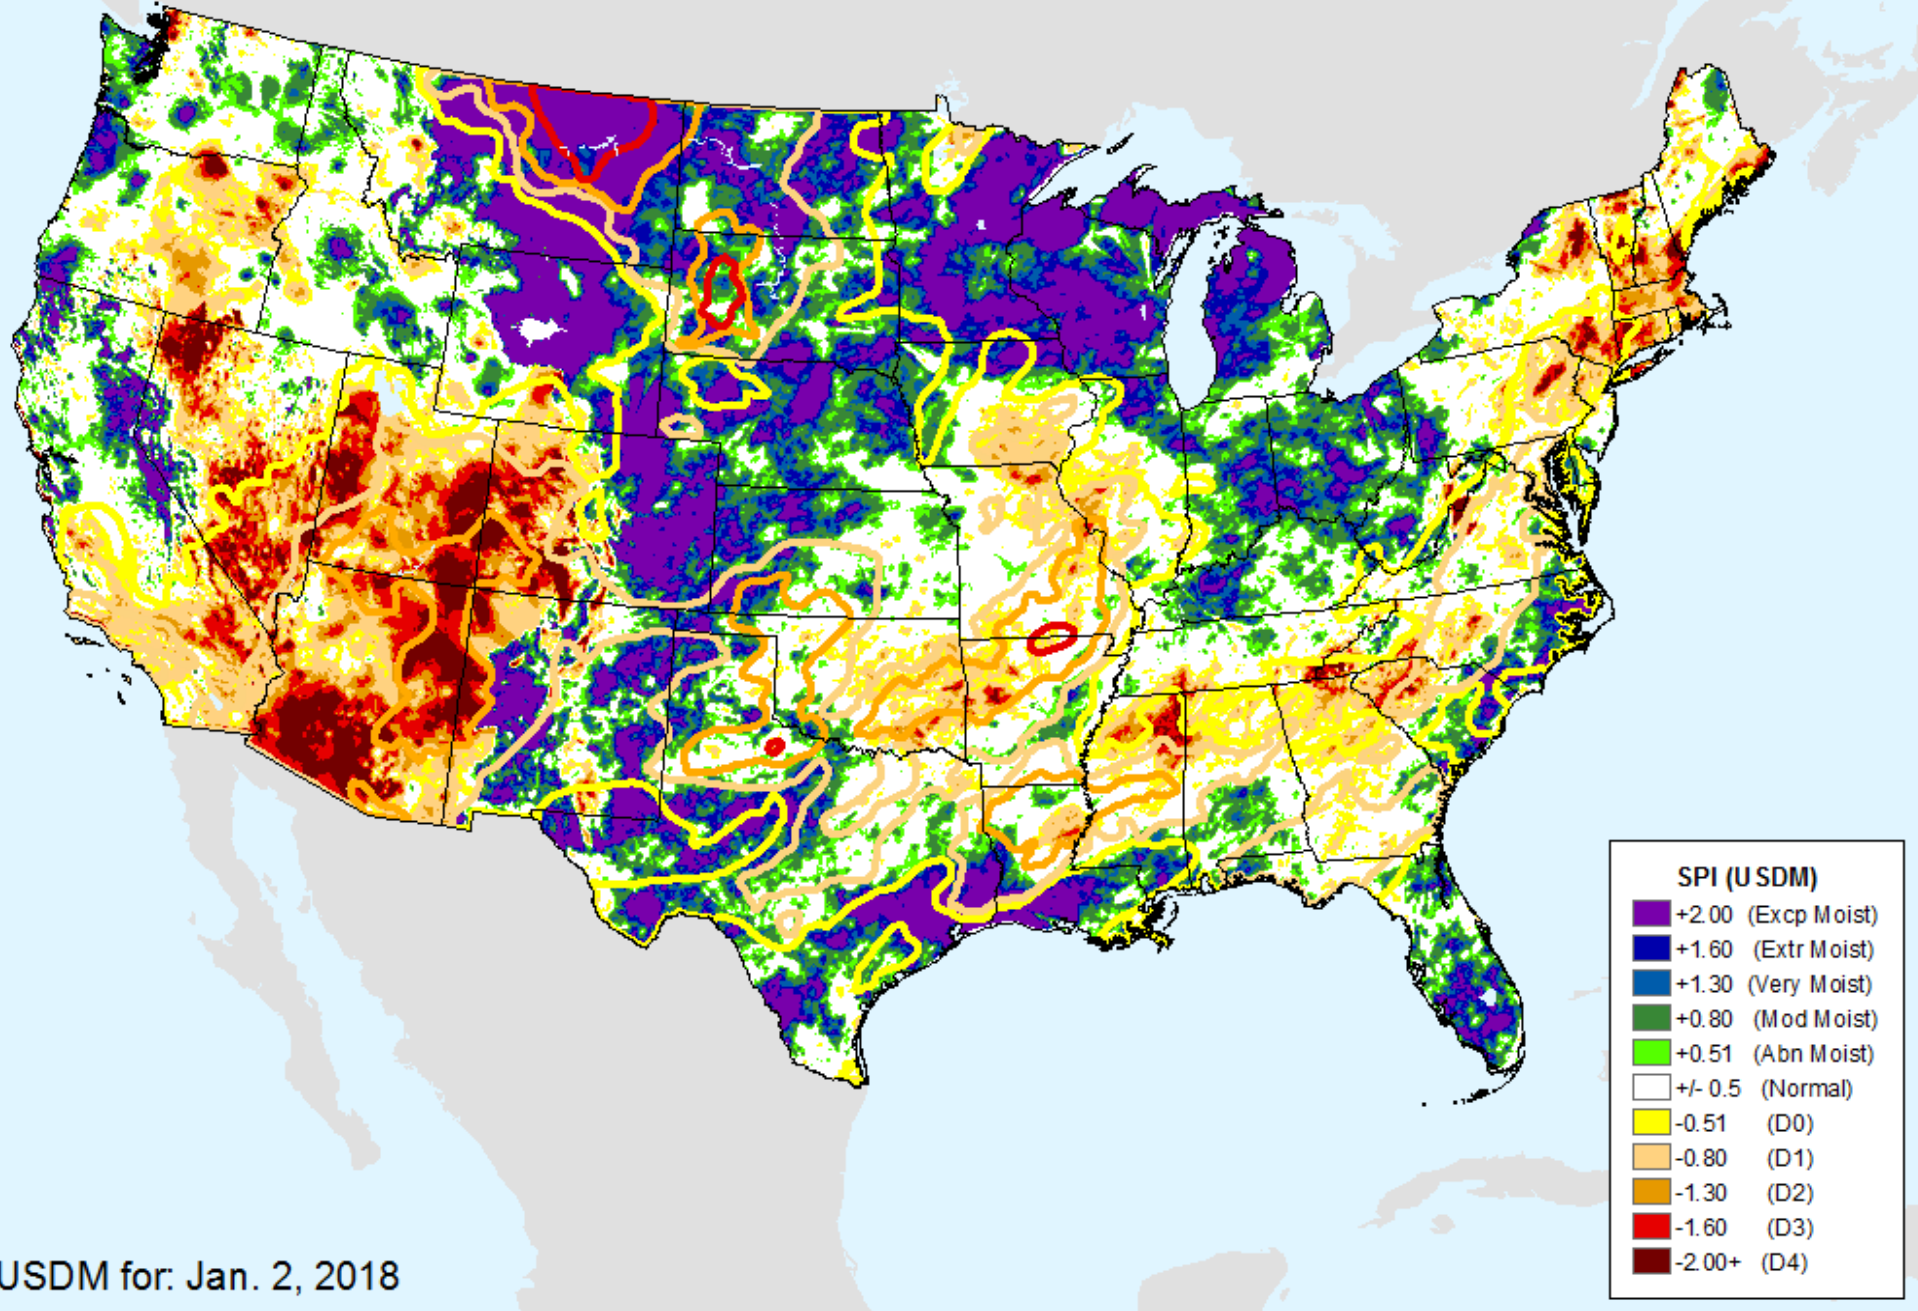 SPI (USDM)
+2.00 (Excp Moist)
+1.60 (Extr Moist)
+1.30 (Very Moist)
+0.80 (Mod Moist)
+0.51 (Abn Moist)
+/- 0.5 (Normal)
-0.51 (D0)
-0.80 (D1)
-1.30 (D2)
-1.60 (D3)
-2.00+ (D4)
USDM for: Jan. 2, 2018